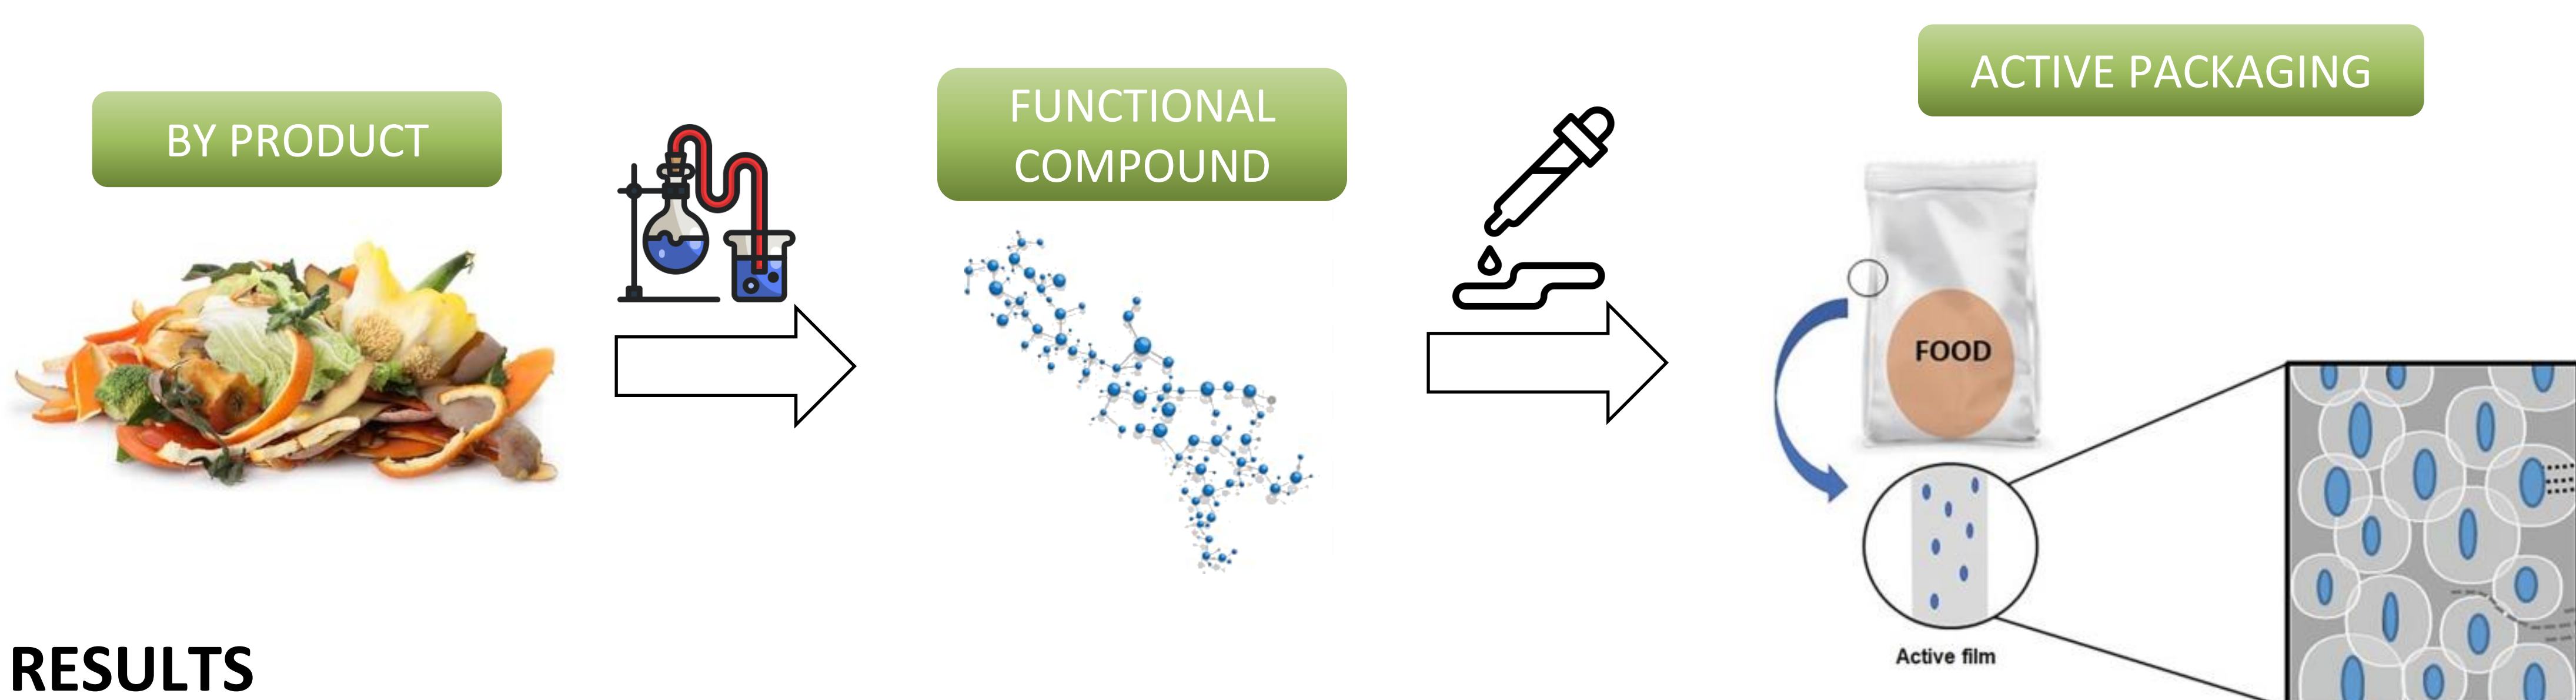 BY PRODUCT
FUNCTIONAL
COMPOUND
ACTIVE PACKAGING
FOOD
Active film
RESULTS